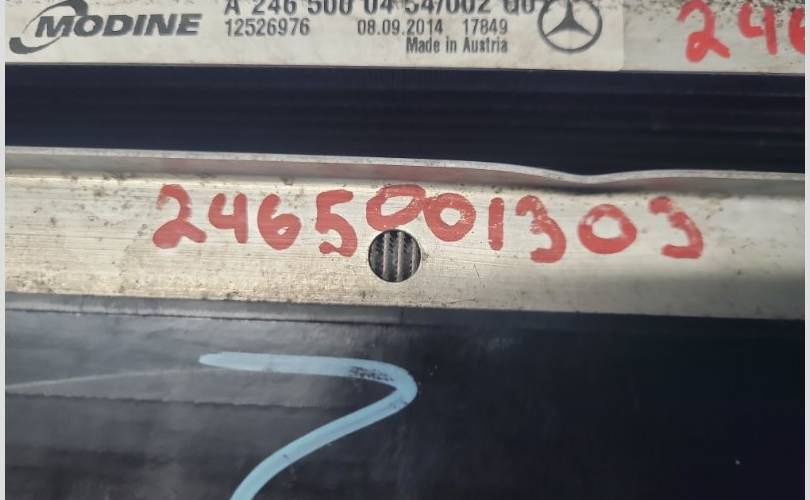 MODINE
A 246 500 04 54/002 Q0
12526976 08.09.2014 17849
Made in Austria
246
2465001303